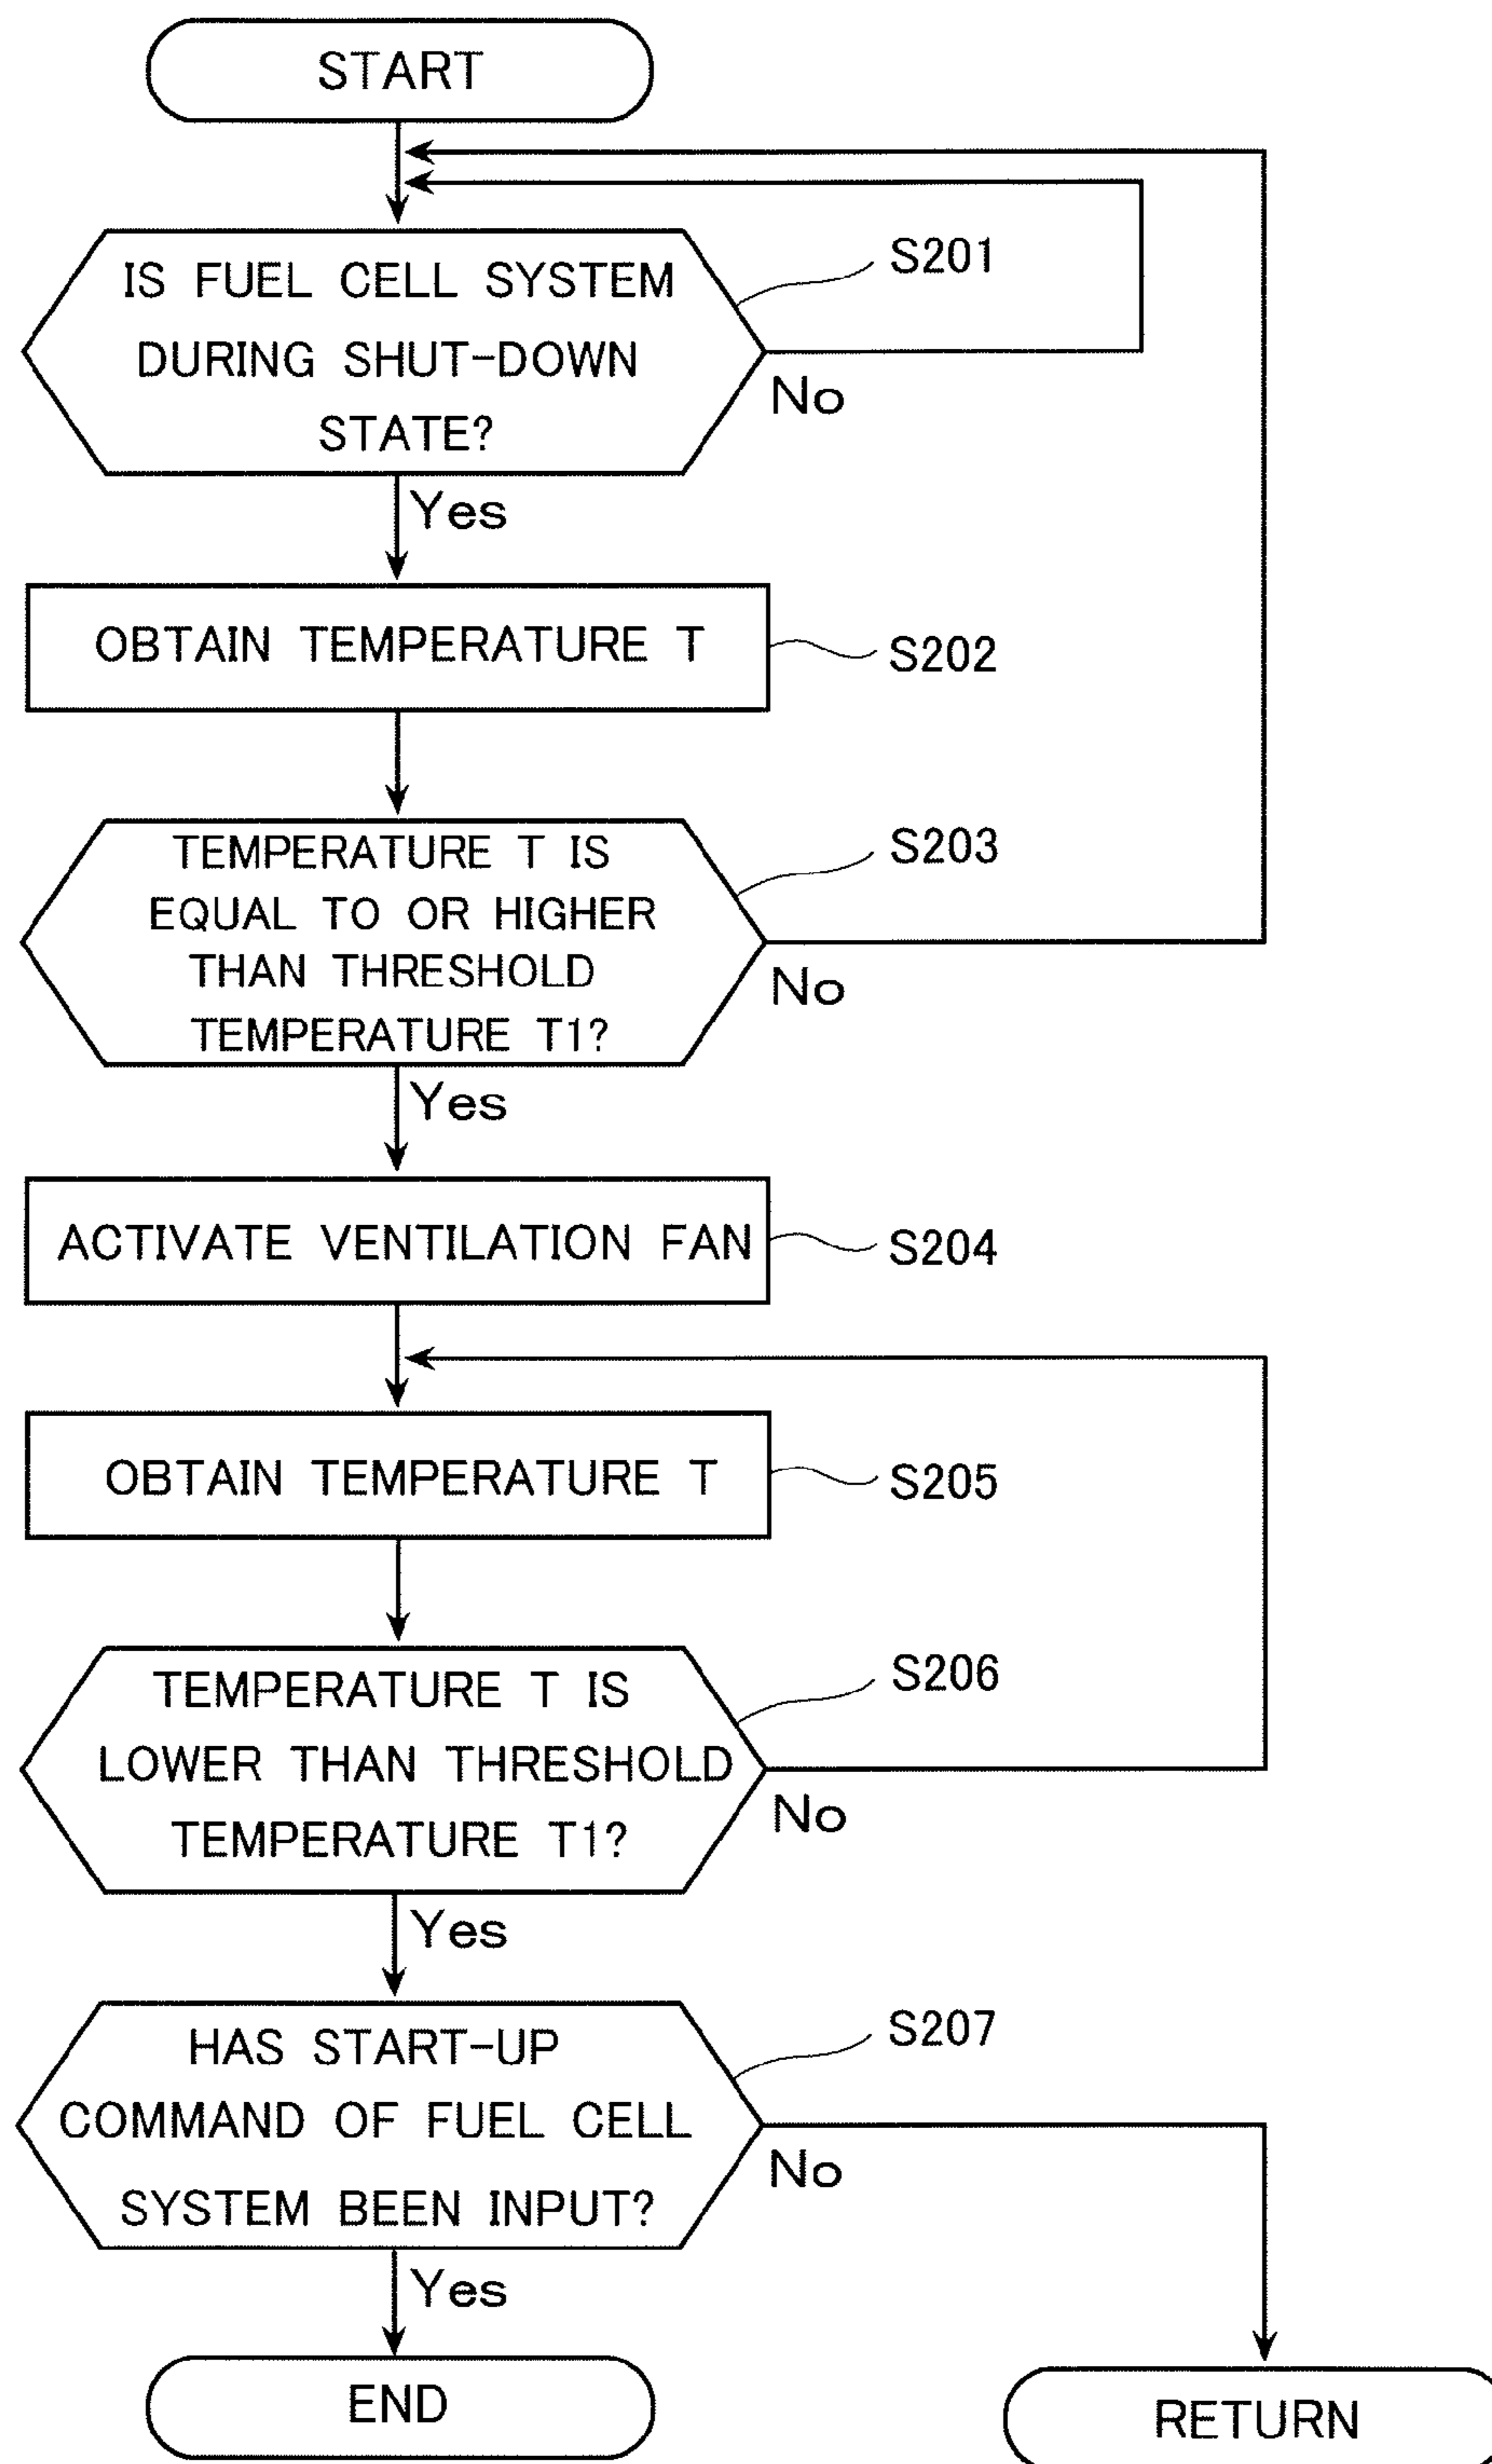 START
IS FUEL CELL SYSTEM
DURING SHUT-DOWN
STATE?
S201
No
Yes
OBTAIN TEMPERATURE T
S202
TEMPERATURE T IS
EQUAL TO OR HIGHER
THAN THRESHOLD
TEMPERATURE T1?
S203
No
Yes
ACTIVATE VENTILATION FAN
S204
OBTAIN TEMPERATURE T
S205
TEMPERATURE T IS
LOWER THAN THRESHOLD
TEMPERATURE T1?
S206
No
Yes
HAS START-UP
COMMAND OF FUEL CELL
SYSTEM BEEN INPUT?
S207
No
Yes
END
RETURN